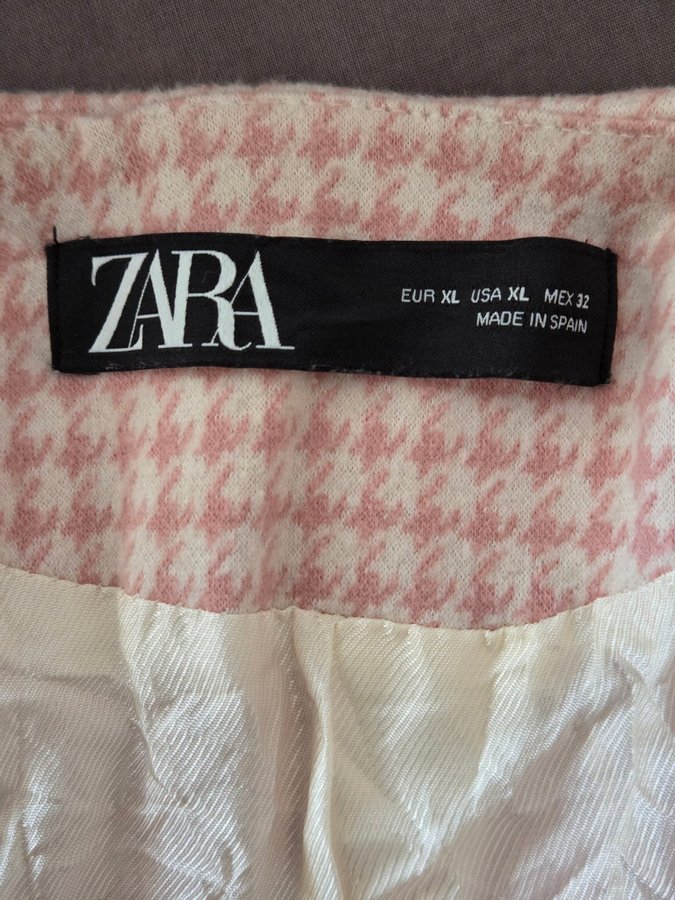 ZARA
EUR XL USA XL MEX 32
MADE IN SPAIN